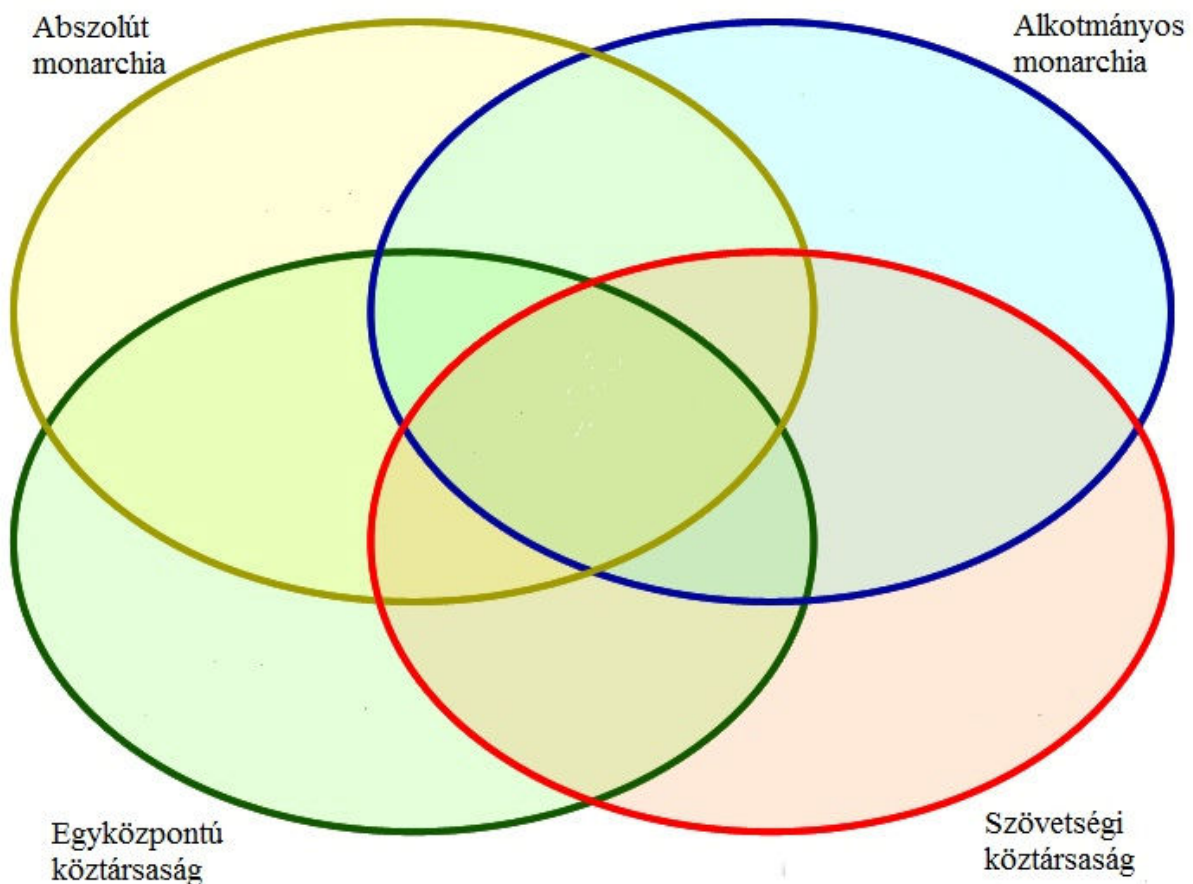 Abszolút
monarchia
Alkotmányos
monarchia
Egyközpontú
köztársaság
Szövetségi
köztársaság